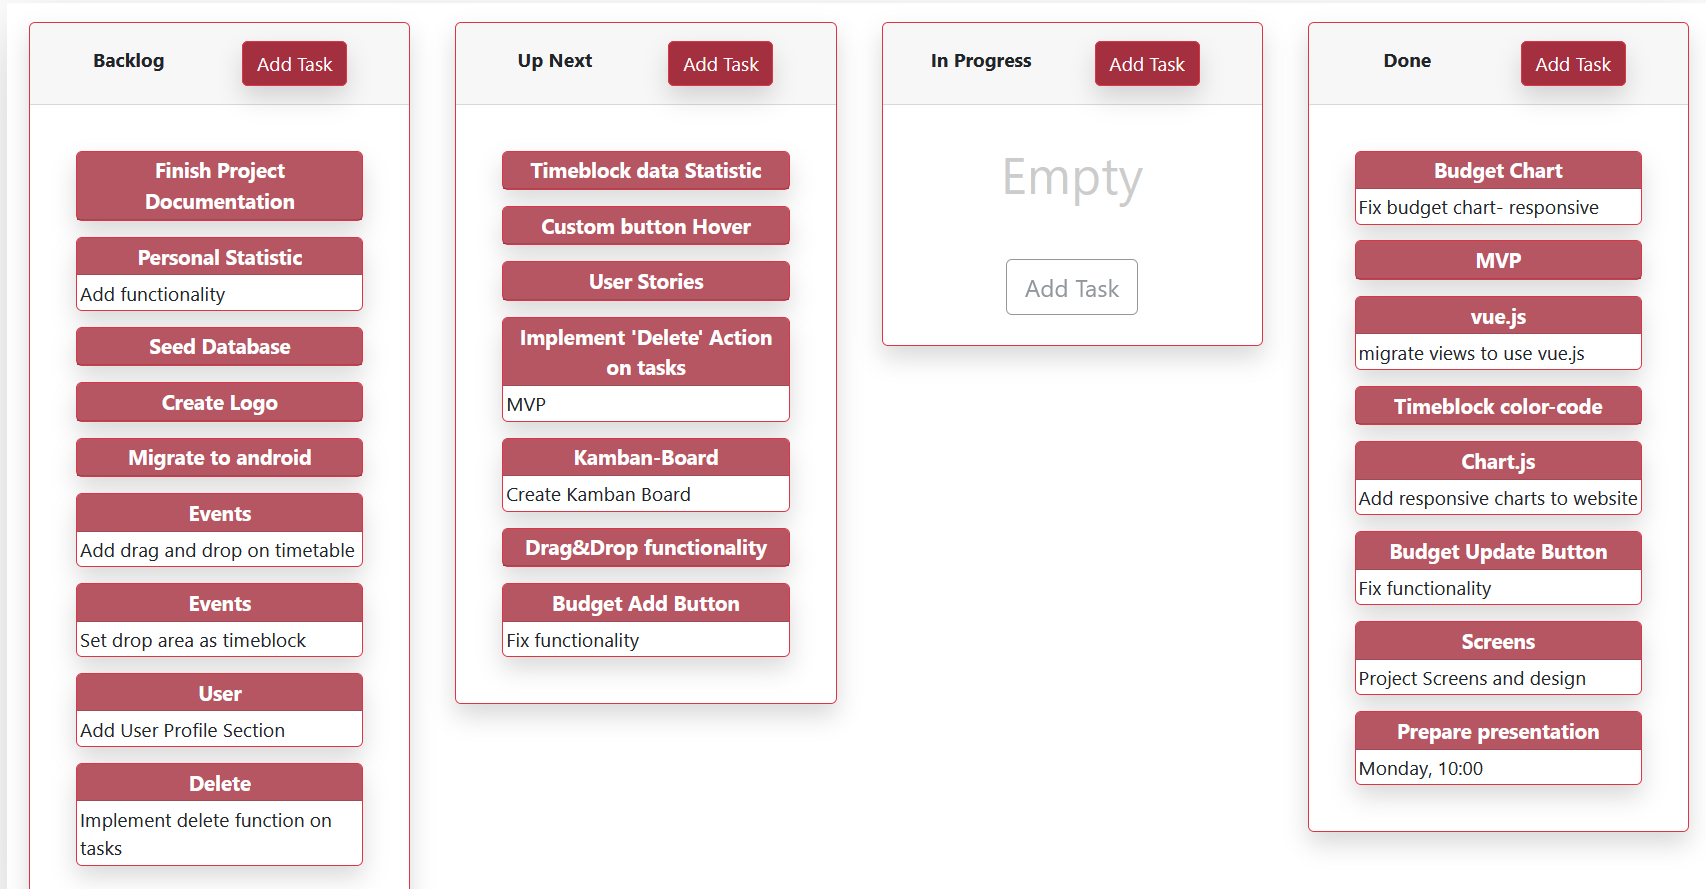 Backlog
Add Task
Finish Project
Documentation
Personal Statistic
Add functionality
Seed Database
Create Logo
Migrate to android
Events
Add drag and drop on timetable
Events
Set drop area as timeblock
User
Add User Profile Section
Delete
Implement delete function on
tasks
Up Next
Add Task
Timeblock data Statistic
Custom button Hover
User Stories
Implement 'Delete' Action
on tasks
MVP
Kamban-Board
Create Kamban Board
Drag&Drop functionality
Budget Add Button
Fix functionality
In Progress
Add Task
Empty
Add Task
Done
Add Task
Budget Chart
Fix budget chart- responsive
MVP
vue.js
migrate views to use vue.js
Timeblock color-code
Chart.js
Add responsive charts to website
Budget Update Button
Fix functionality
Screens
Project Screens and design
Prepare presentation
Monday, 10:00